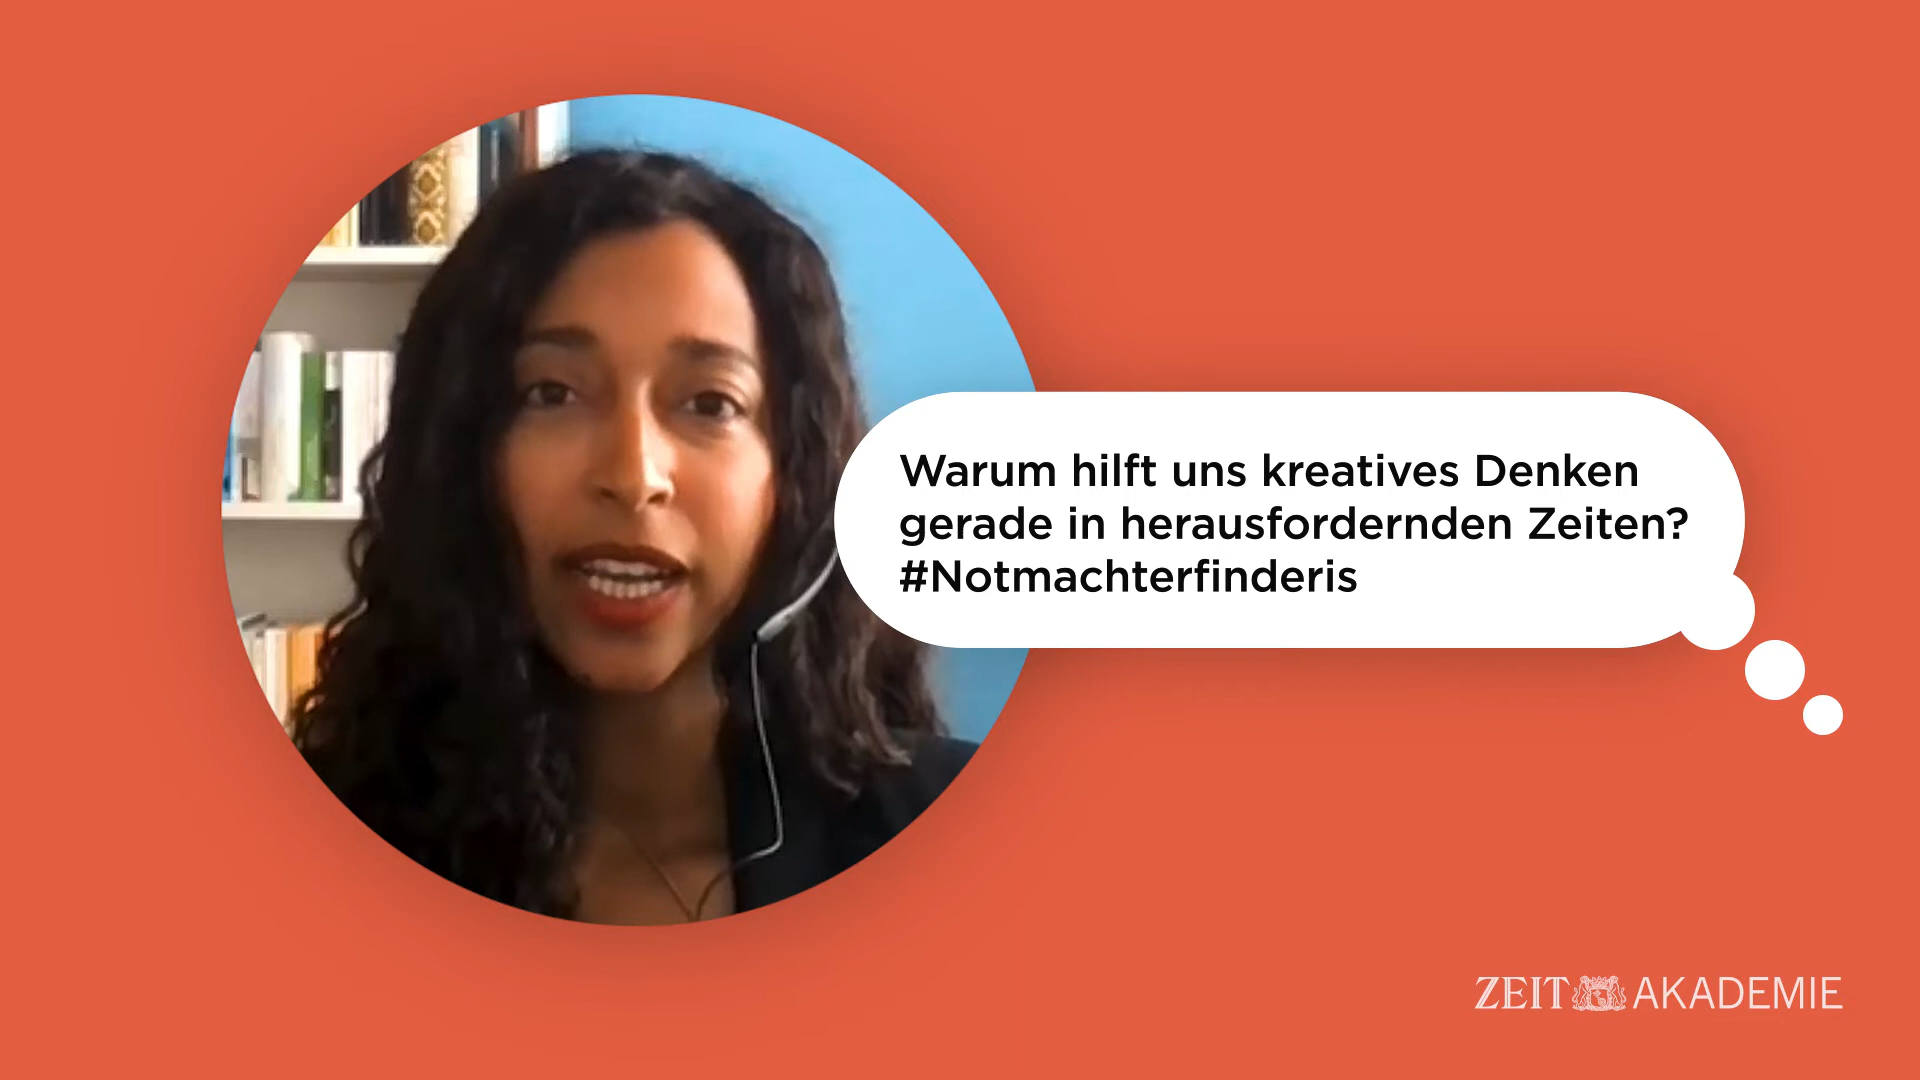 Warum hilft uns kreatives Denken
gerade in herausfordernden Zeiten?
#Notmachterfinderis
ZEIT AKADEMIE